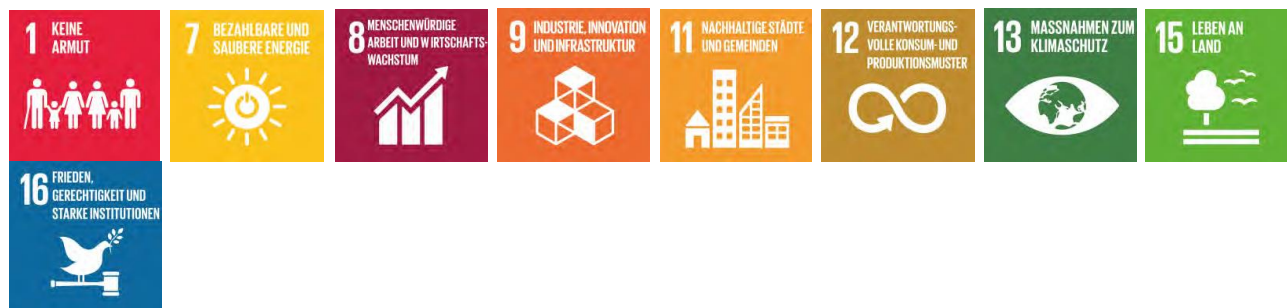 1 KEINE
ARMUT
7 BEZAHLBARE UND
SAUBERE ENERGIE
8 MENSCHENWÜRDIGE
ARBEIT UND WIRTSCHAFTS-
WACHSTUM
9 INDUSTRIE, INNOVATION
UND INFRASTRUKTUR
11 NACHHALTIGE STÄDTE
UND GEMEINDEN
12 VERANTWORTUNGS-
VOLLE KONSUM- UND
PRODUKTIONSMUSTER
13 MASSNAHMEN ZUM
KLIMASCHUTZ
15 LEBEN AN
LAND
16 FRIEDEN,
GERECHTIGKEIT UND
STARKE INSTITUTIONEN